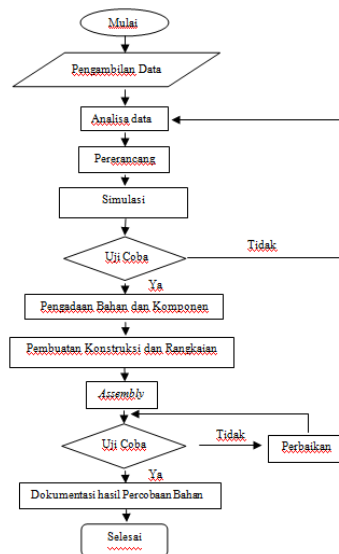 Mulai
Pengambilan Data
Analisa data
Pererancang
Simulasi
Uji Coba
Tidak
Ya
Pengadaan Bahan dan Komponen
Pembuatan Konstruksi dan Rangkaian
Assembly
Uji Coba
Tidak
Perbaikan
Ya
Dokumentasi hasil Percobaan Bahan
Selesai